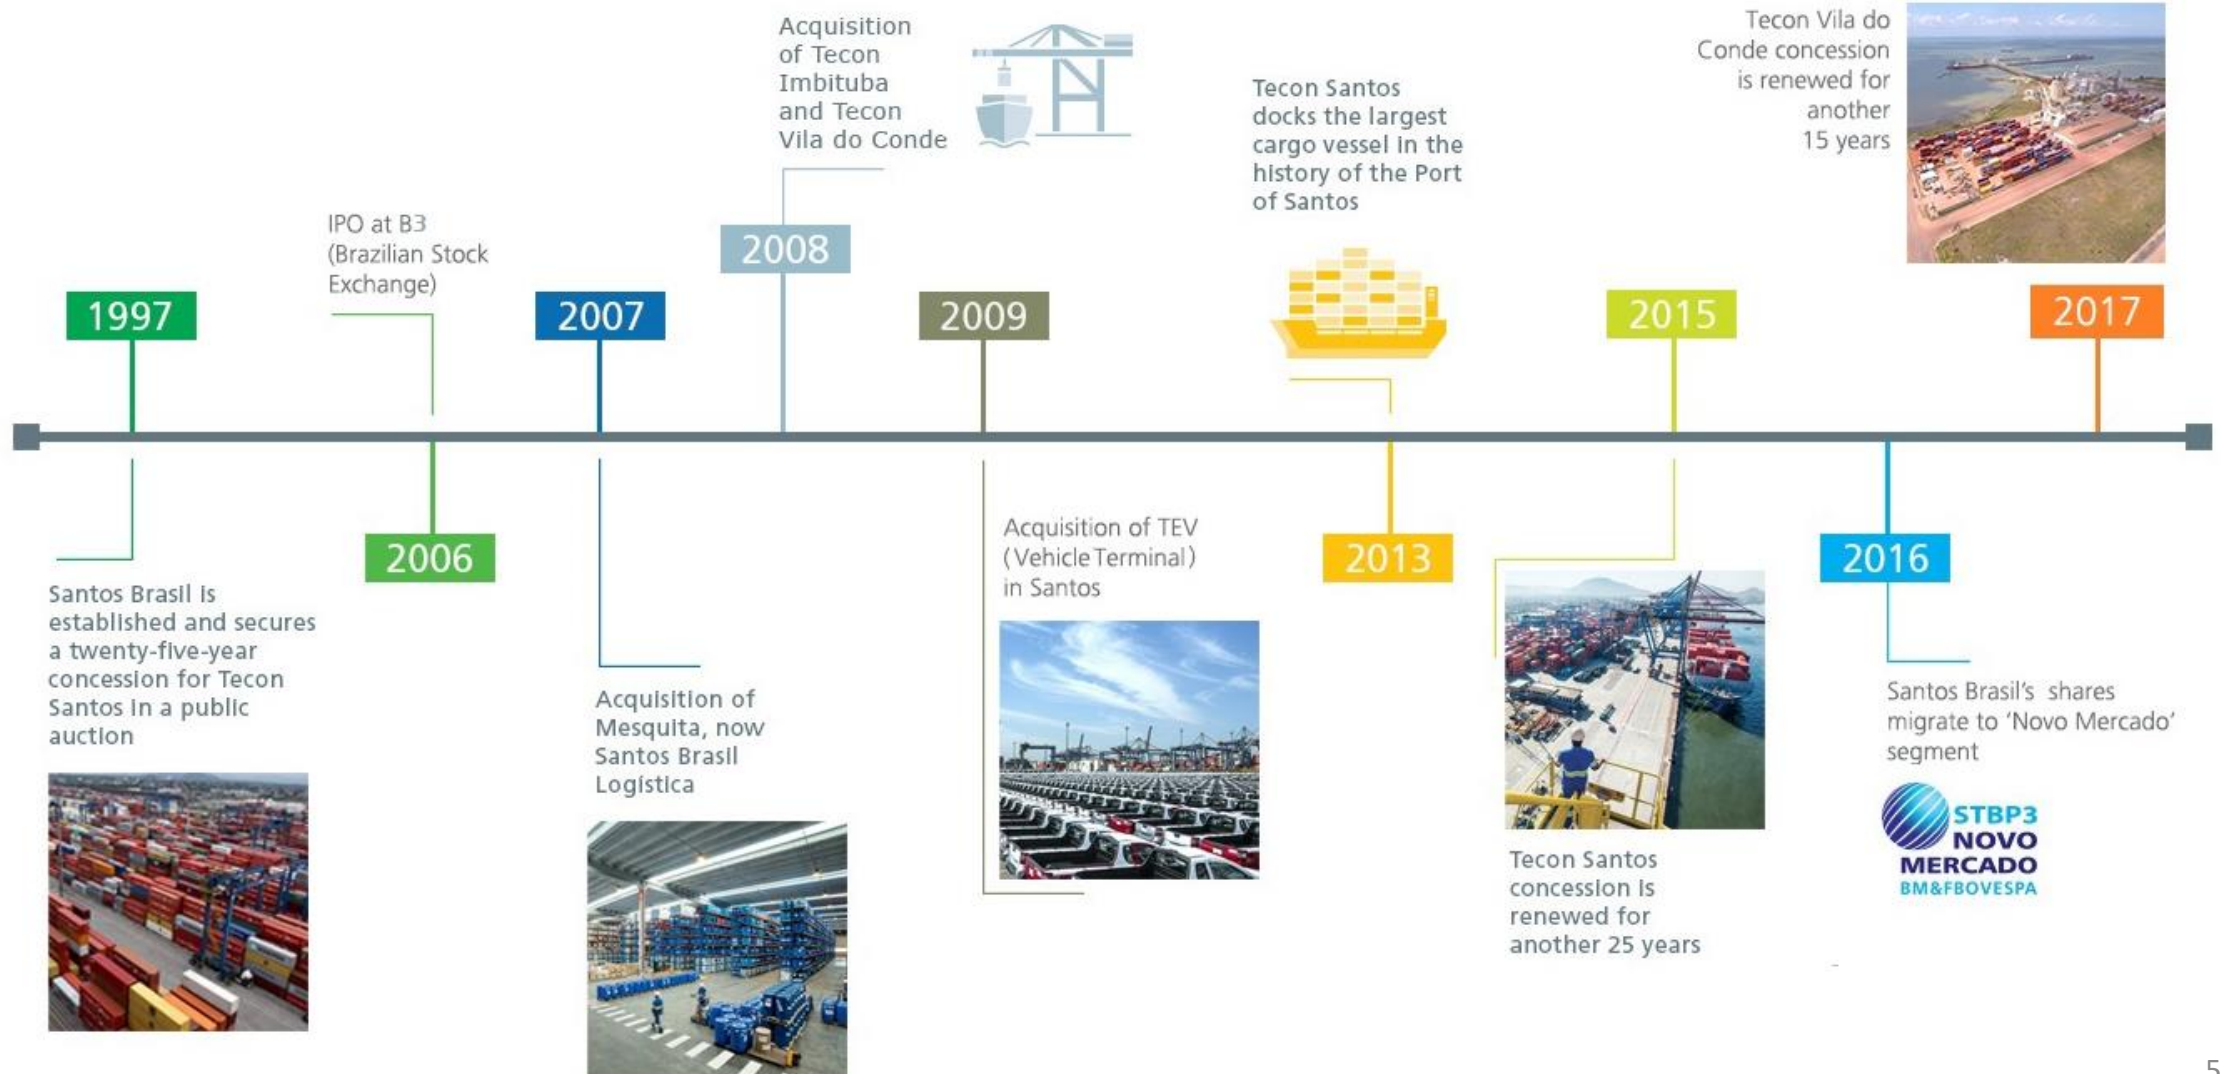 1997
Santos Brasil is
established and secures
a twenty-five-year
concession for Tecon
Santos in a public
auction
IPO at B3
(Brazilian Stock
Exchange)
2006
2007
Acquisition of
Mesquita, now
Santos Brasil
Logística
Acquisition
of Tecon
Imbituba
and Tecon
Vila do Conde
2008
2009
Acquisition of TEV
(Vehicle Terminal)
in Santos
Tecon Santos
docks the largest
cargo vessel in the
history of the Port
of Santos
2013
2015
Tecon Santos
concession is
renewed for
another 25 years
2016
Santos Brasil’s shares
migrate to ‘Novo Mercado’
segment
STBP3
NOVO
MERCADO
BM&FBOVESPA
Tecon Vila do
Conde concession
is renewed for
another
15 years
2017
5